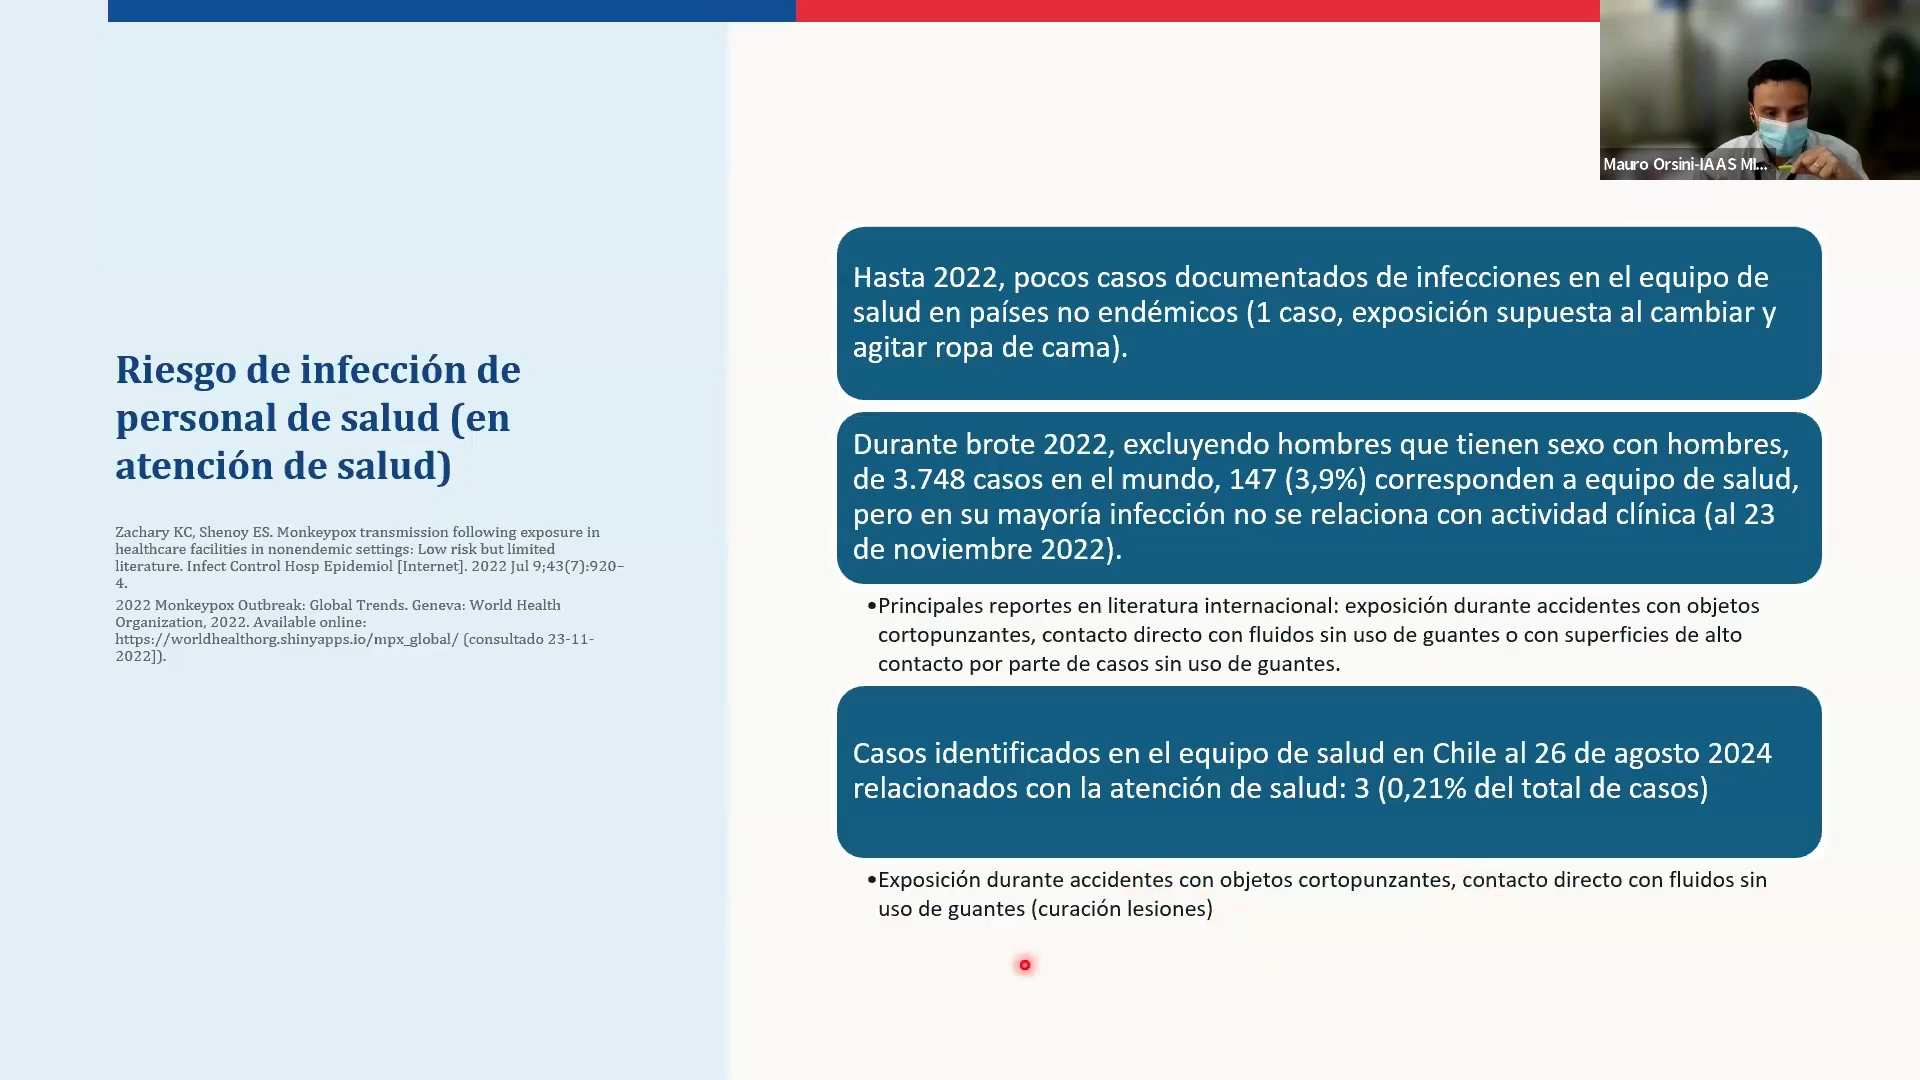 Mauro Orsini-IAAS MI...
Riesgo de infección de
personal de salud (en
atención de salud)
Zachary KC, Shenoy ES. Monkeypox transmission following exposure in
healthcare facilities in nonendemic settings: Low risk but limited
literature. Infect Control Hosp Epidemiol [Internet]. 2022 Jul 9;43(7):920–
4.
2022 Monkeypox Outbreak: Global Trends. Geneva: World Health
Organization, 2022. Available online:
https://worldhealthorg.shinyapps.io/mpx_global/ (consultado 23-11-
2022]).
Hasta 2022, pocos casos documentados de infecciones en el equipo de
salud en países no endémicos (1 caso, exposición supuesta al cambiar y
agitar ropa de cama).
Durante brote 2022, excluyendo hombres que tienen sexo con hombres,
de 3.748 casos en el mundo, 147 (3,9%) corresponden a equipo de salud,
pero en su mayoría infección no se relaciona con actividad clínica (al 23
de noviembre 2022).
•Principales reportes en literatura internacional: exposición durante accidentes con objetos
cortopunzantes, contacto directo con fluidos sin uso de guantes o con superficies de alto
contacto por parte de casos sin uso de guantes.
Casos identificados en el equipo de salud en Chile al 26 de agosto 2024
relacionados con la atención de salud: 3 (0,21% del total de casos)
•Exposición durante accidentes con objetos cortopunzantes, contacto directo con fluidos sin
uso de guantes (curación lesiones)